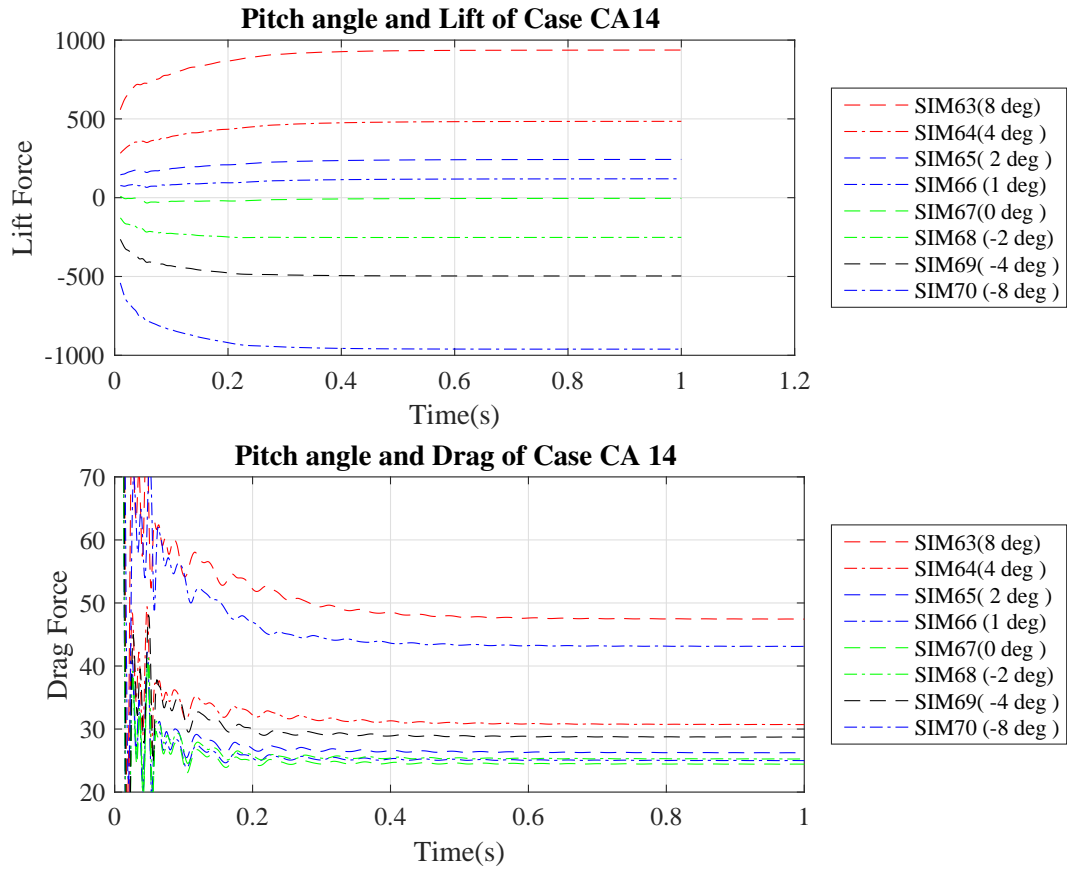 Pitch angle and Lift of Case CA14
1000
500
0
-500
-1000
Lift Force
0
0.2
0.4
0.6
0.8
1
1.2
Time(s)
SIM63(8 deg)
SIM64(4 deg )
SIM65( 2 deg )
SIM66 (1 deg)
SIM67(0 deg )
SIM68 (-2 deg)
SIM69( -4 deg )
SIM70 (-8 deg )
Pitch angle and Drag of Case CA 14
70
60
50
40
30
20
Drag Force
0
0.2
0.4
0.6
0.8
1
Time(s)
SIM63(8 deg)
SIM64(4 deg )
SIM65( 2 deg )
SIM66 (1 deg)
SIM67(0 deg )
SIM68 (-2 deg)
SIM69( -4 deg )
SIM70 (-8 deg )